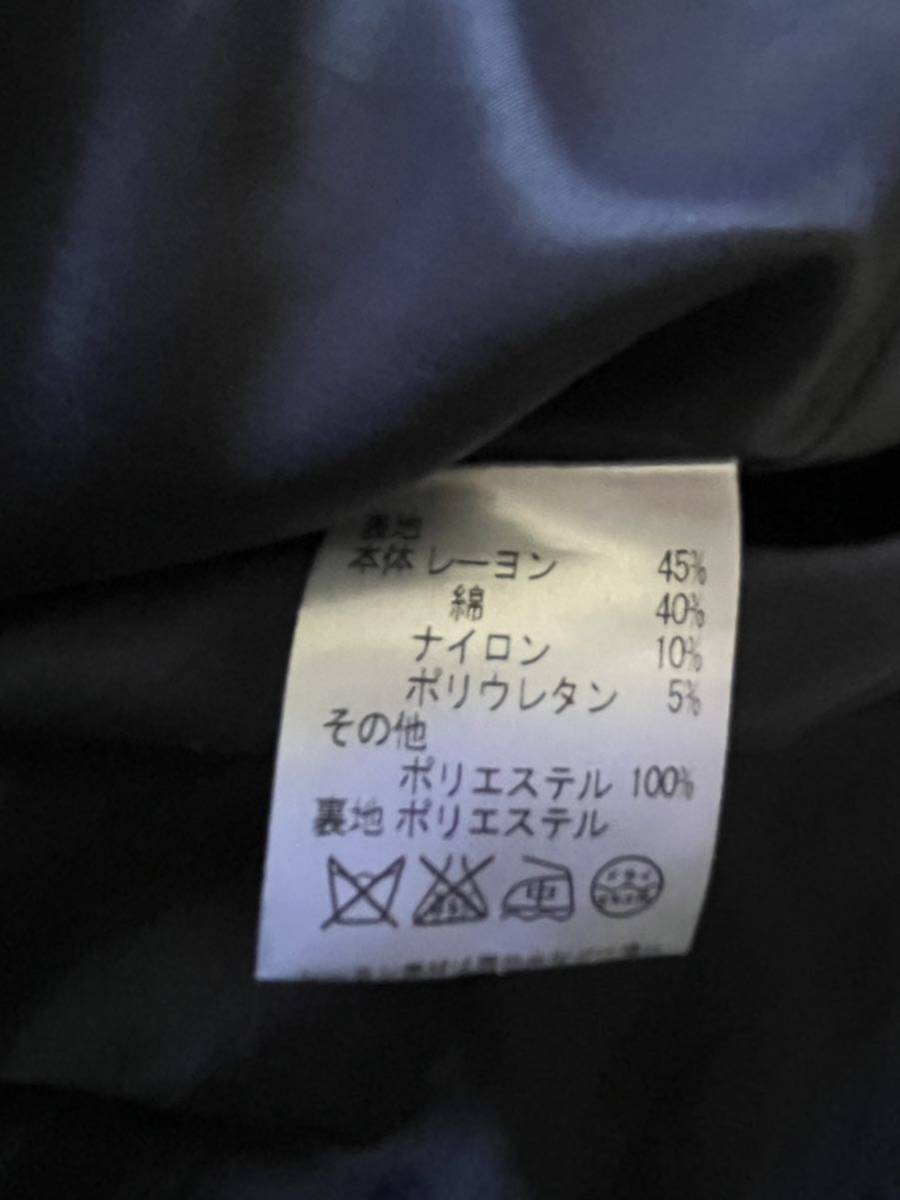 表地
本体 レーヨン 45%
綿 40%
ナイロン 10%
ポリウレタン 5%
その他
ポリエステル 100%
裏地 ポリエステル
中